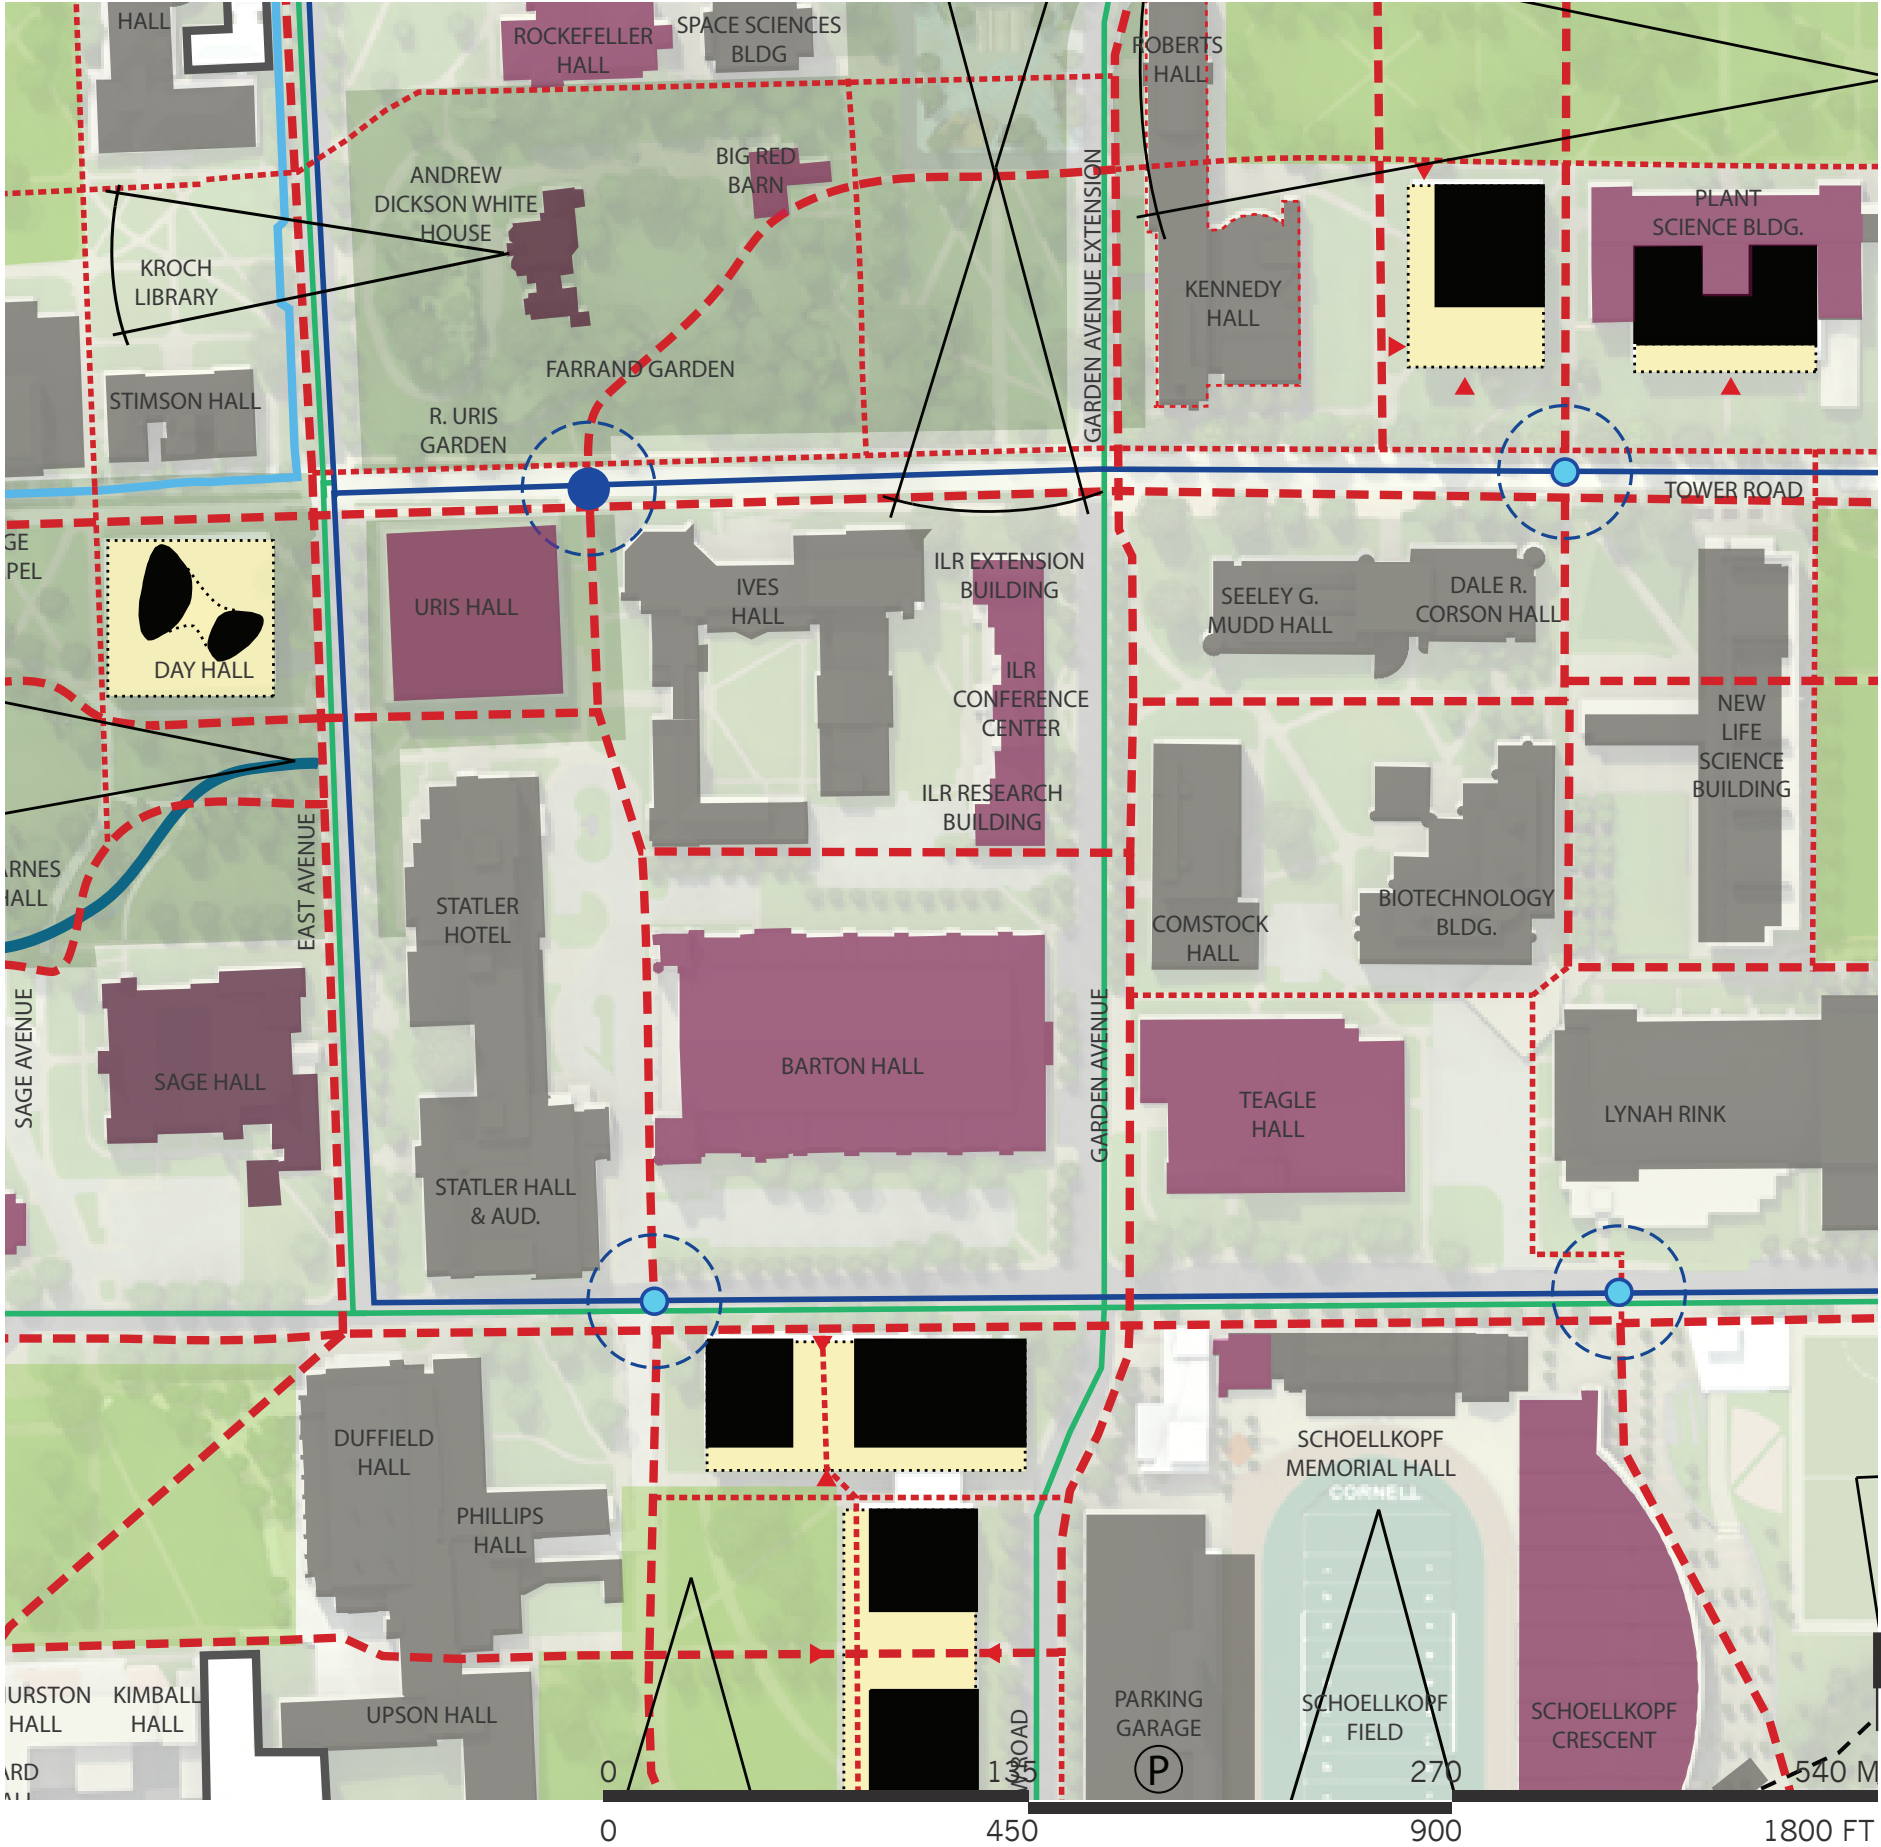 HALL
ROCKEFELLER
HALL
SPACE SCIENCES
BLDG
ROBERTS
HALL
ANDREW
DICKSON WHITE
HOUSE
BIG RED
BARN
PLANT
SCIENCE BLDG.
KROCH
LIBRARY
GARDEN AVENUE EXTENSION
KENNEDY
HALL
FARRAND GARDEN
STIMSON HALL
R. URIS
GARDEN
TOWER ROAD
GE
PEL
DAY HALL
URIS HALL
IVES
HALL
ILR EXTENSION
BUILDING
ILR
CONFERENCE
CENTER
ILR RESEARCH
BUILDING
SEELEY G.
MUDD HALL
DALE R.
CORSON HALL
NEW
LIFE
SCIENCE
BUILDING
ARNES
HALL
EAST AVENUE
STATLER
HOTEL
COMSTOCK
HALL
BIOTECHNOLOGY
BLDG.
SAGE AVENUE
SAGE HALL
BARTON HALL
GARDEN AVENUE
TEAGLE
HALL
LYNAH RINK
STATLER HALL
& AUD.
DUFFIELD
HALL
PHILLIPS
HALL
SCHOELLKOPF
MEMORIAL HALL
CORNELL
URSTON
HALL
KIMBALL
HALL
UPSON HALL
ROAD
PARKING
GARAGE
P
SCHOELLKOPF
FIELD
SCHOELLKOPF
CRESCENT
ARD
0 135 270 540 M
0 450 900 1800 FT